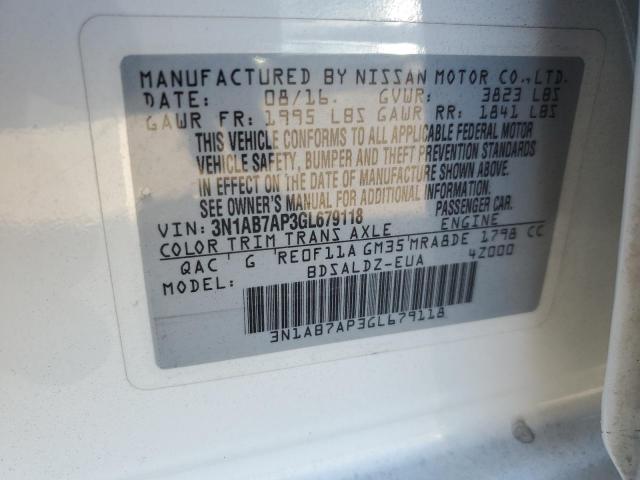 MANUFACTURED BY NISSAN MOTOR CO.,LTD.
DATE: 08/16. GVWR: 3823 LBS
GAWR FR: 1995 LBS GAWR RR: 1841 LBS
THIS VEHICLE CONFORMS TO ALL APPLICABLE FEDERAL MOTOR
VEHICLE SAFETY, BUMPER AND THEFT PREVENTION STANDARDS
IN EFFECT ON THE DATE OF MANUFACTURE SHOWN ABOVE.
SEE OWNER'S MANUAL FOR ADDITIONAL INFORMATION.
VIN: 3N1AB7AP3GL679118 PASSENGER CAR.
COLOR TRIM TRANS AXLE ENGINE
QAC G RE0F11A GM35 MRA8DE 1798 CC
MODEL: BDSALDZ-EUA 4Z000
3N1AB7AP3GL679118